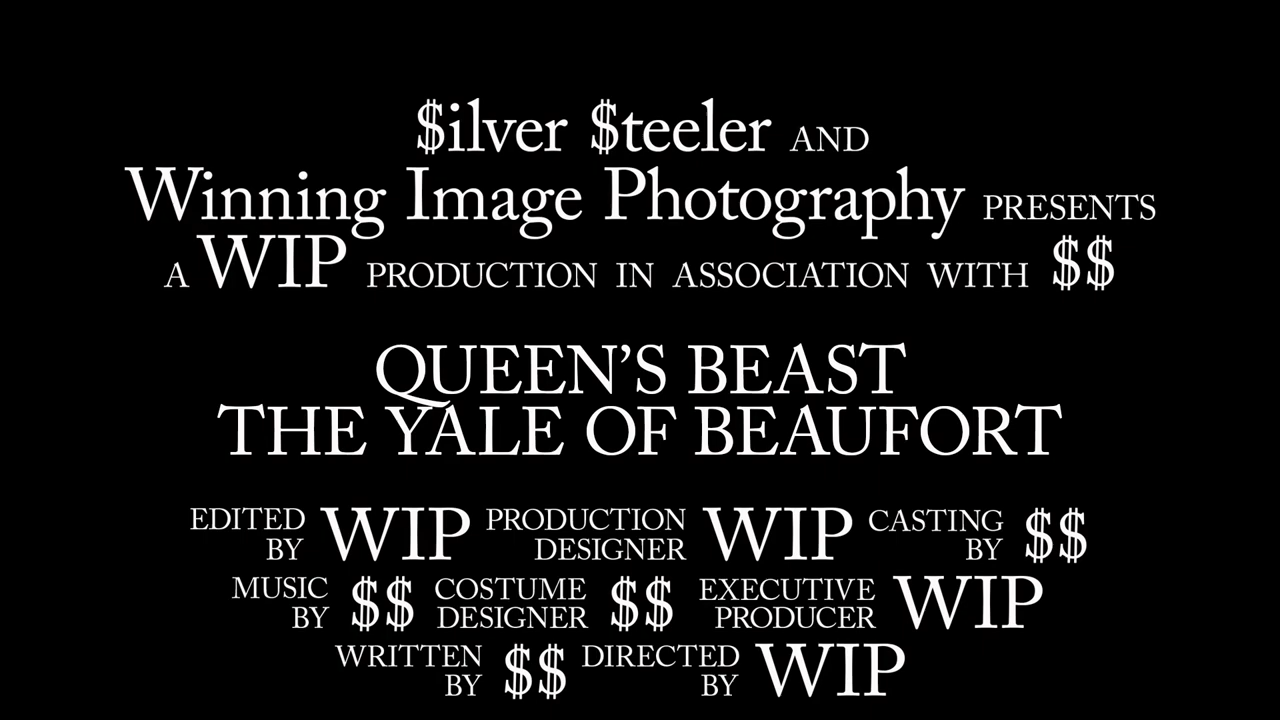 $ilver $teeler AND
Winning Image Photography PRESENTS
A WIP PRODUCTION IN ASSOCIATION WITH $$
QUEEN’S BEAST
THE YALE OF BEAUFORT
EDITED BY WIP PRODUCTION DESIGNER WIP CASTING BY $$
MUSIC BY $$ COSTUME DESIGNER $$ EXECUTIVE PRODUCER WIP
WRITTEN BY $$ DIRECTED BY WIP